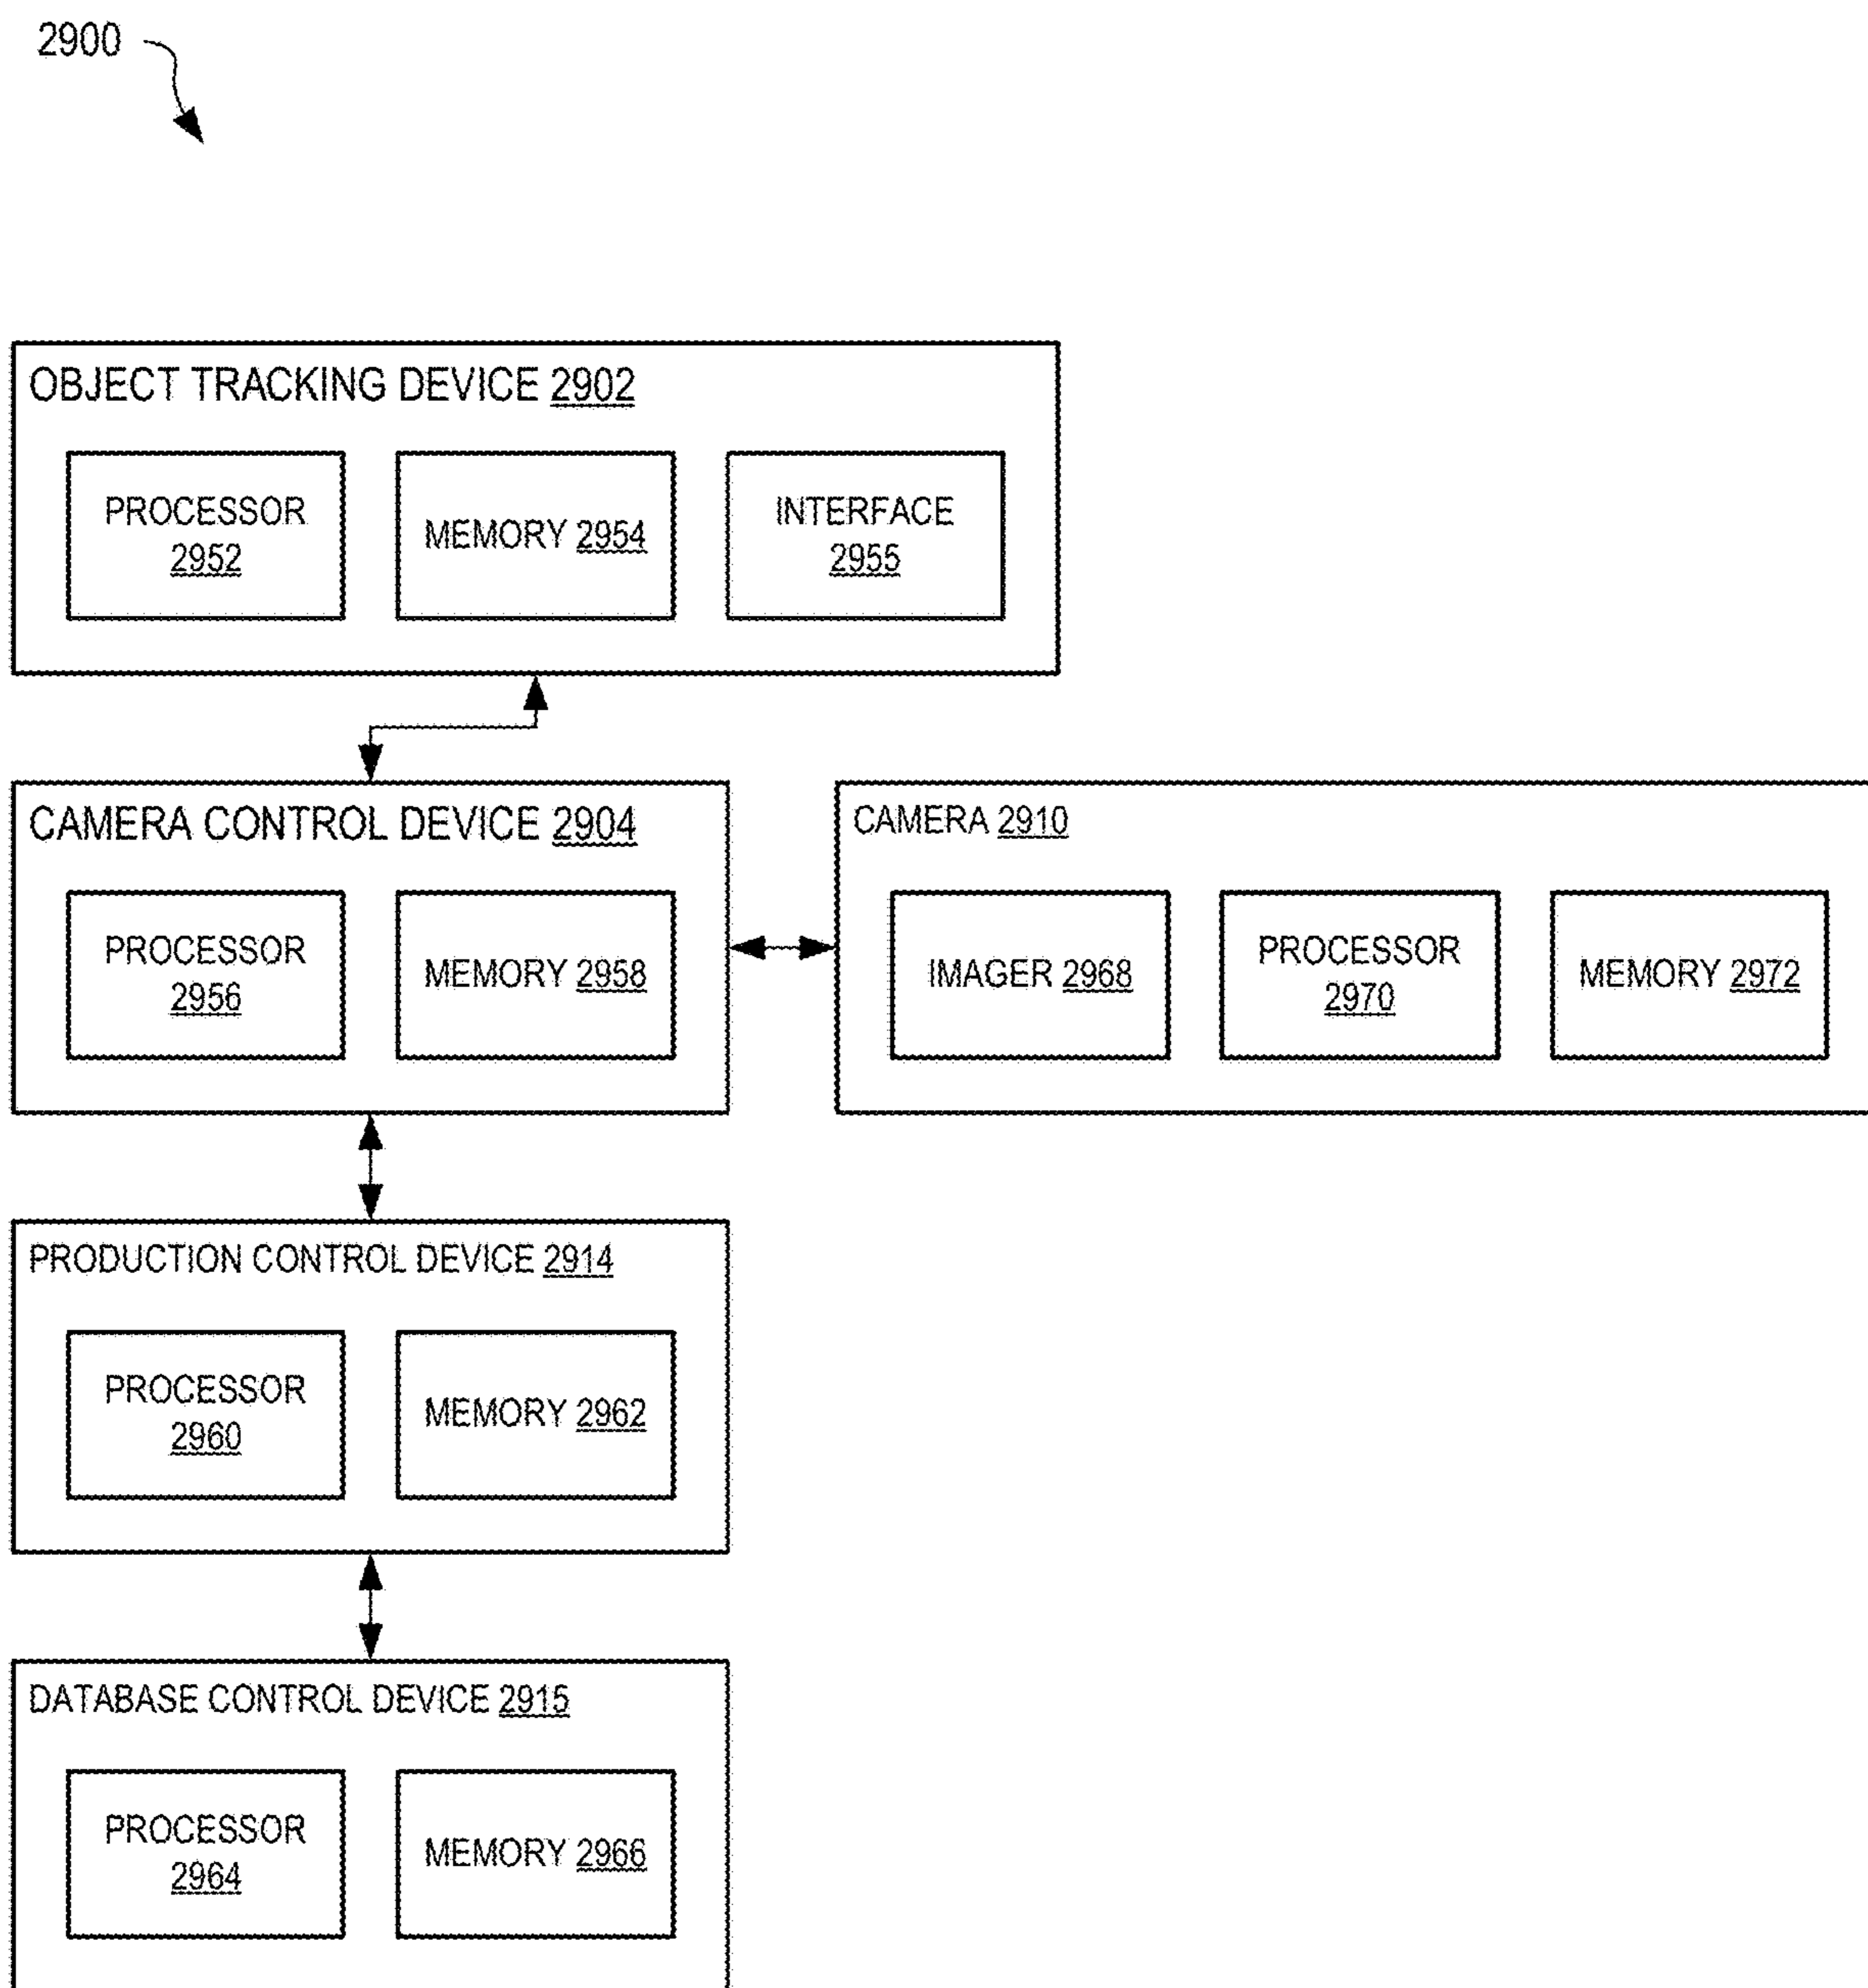 2900
OBJECT TRACKING DEVICE 2902
PROCESSOR
2952
MEMORY 2954
INTERFACE
2955
CAMERA CONTROL DEVICE 2904
PROCESSOR
2956
MEMORY 2958
CAMERA 2910
IMAGER 2968
PROCESSOR
2970
MEMORY 2972
PRODUCTION CONTROL DEVICE 2914
PROCESSOR
2960
MEMORY 2962
DATABASE CONTROL DEVICE 2915
PROCESSOR
2964
MEMORY 2966